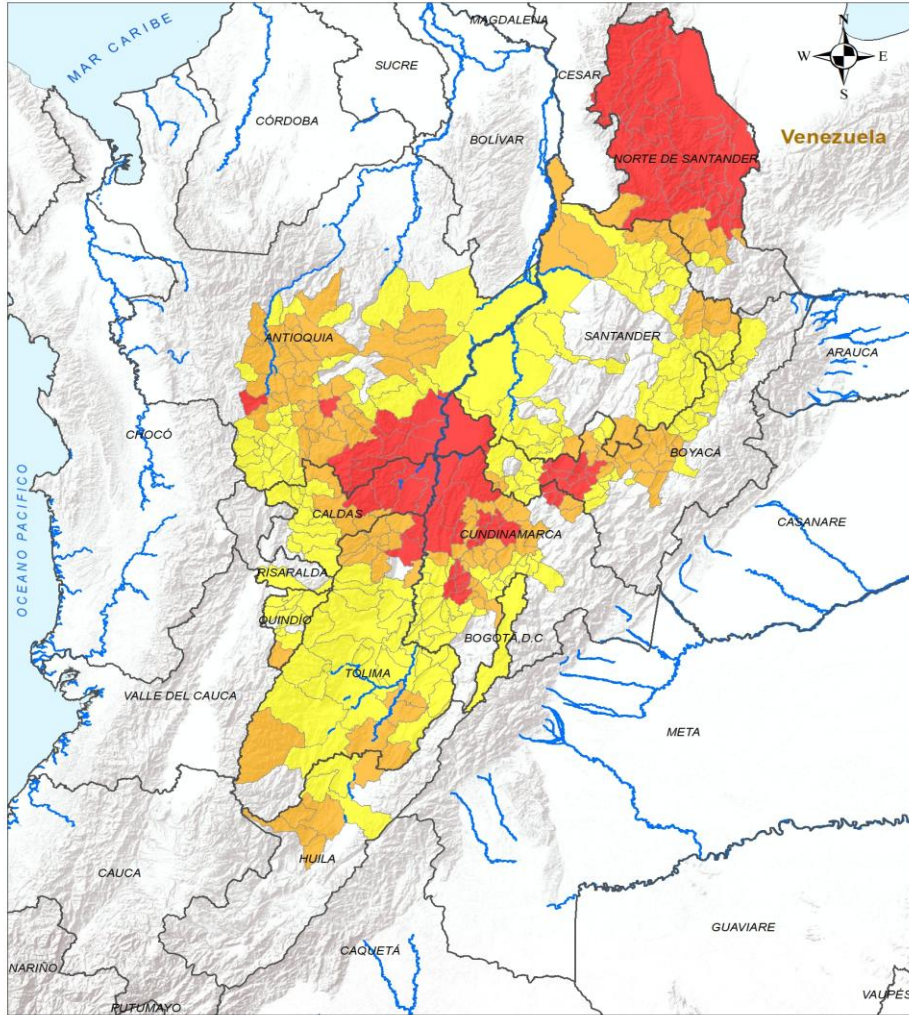 MAGDALENA
N
MAR CARIBE
SUCRE
W
E
CESAR
S
CÓRDOBA
BOLÍVAR
Venezuela
NORTE DE SANTANDER
ANTIOQUIA
SANTANDER
ARAUCA
CHOCÓ
BOYACÁ
OCEANO PACIFICO
CALDAS
CUNDINAMARCA
CASANARE
RISARALDA
QUINDÍO
BOGOTÁ, D.C
TOLIMA
VALLE DEL CAUCA
META
HUILA
CAUCA
GUAVIARE
CAQUETÁ
NARIÑO
VAUPÉS
PUTUMAYO